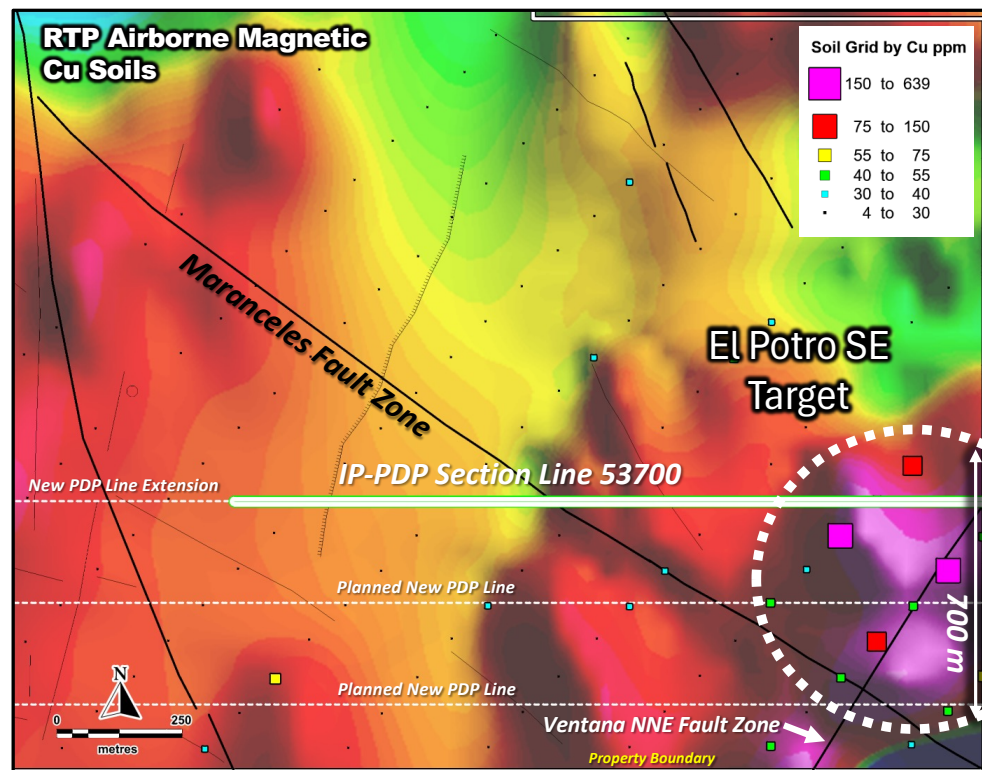 RTP Airborne Magnetic
Cu Soils
Soil Grid by Cu ppm
150 to 639
75 to 150
55 to 75
40 to 55
30 to 40
4 to 30
Maranceles Fault Zone
El Potro SE
Target
IP-PDP Section Line 53700
New PDP Line Extension
Planned New PDP Line
700 m
Planned New PDP Line
N
0 250
metres
Ventana NNE Fault Zone
Property Boundary